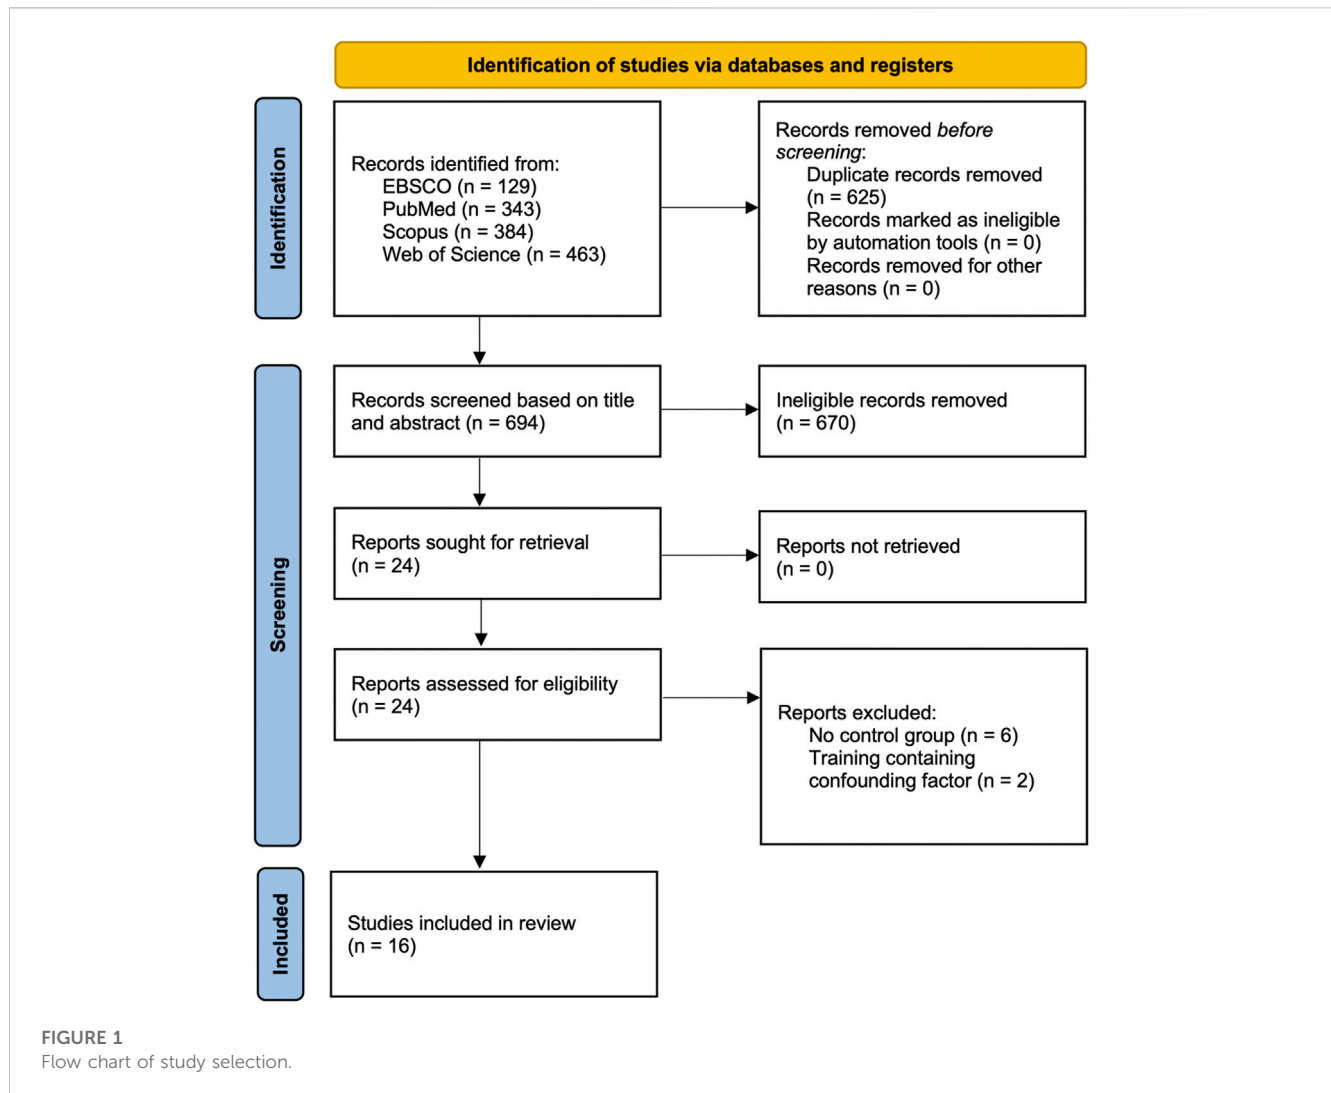 Identification of studies via databases and registers
Identification
Records identified from:
EBSCO (n = 129)
PubMed (n = 343)
Scopus (n = 384)
Web of Science (n = 463)
Records removed before
screening:
Duplicate records removed
(n = 625)
Records marked as ineligible
by automation tools (n = 0)
Records removed for other
reasons (n = 0)
Screening
Records screened based on title
and abstract (n = 694)
Ineligible records removed
(n = 670)
Reports sought for retrieval
(n = 24)
Reports not retrieved
(n = 0)
Reports assessed for eligibility
(n = 24)
Reports excluded:
No control group (n = 6)
Training containing
confounding factor (n = 2)
Included
Studies included in review
(n = 16)
FIGURE 1
Flow chart of study selection.